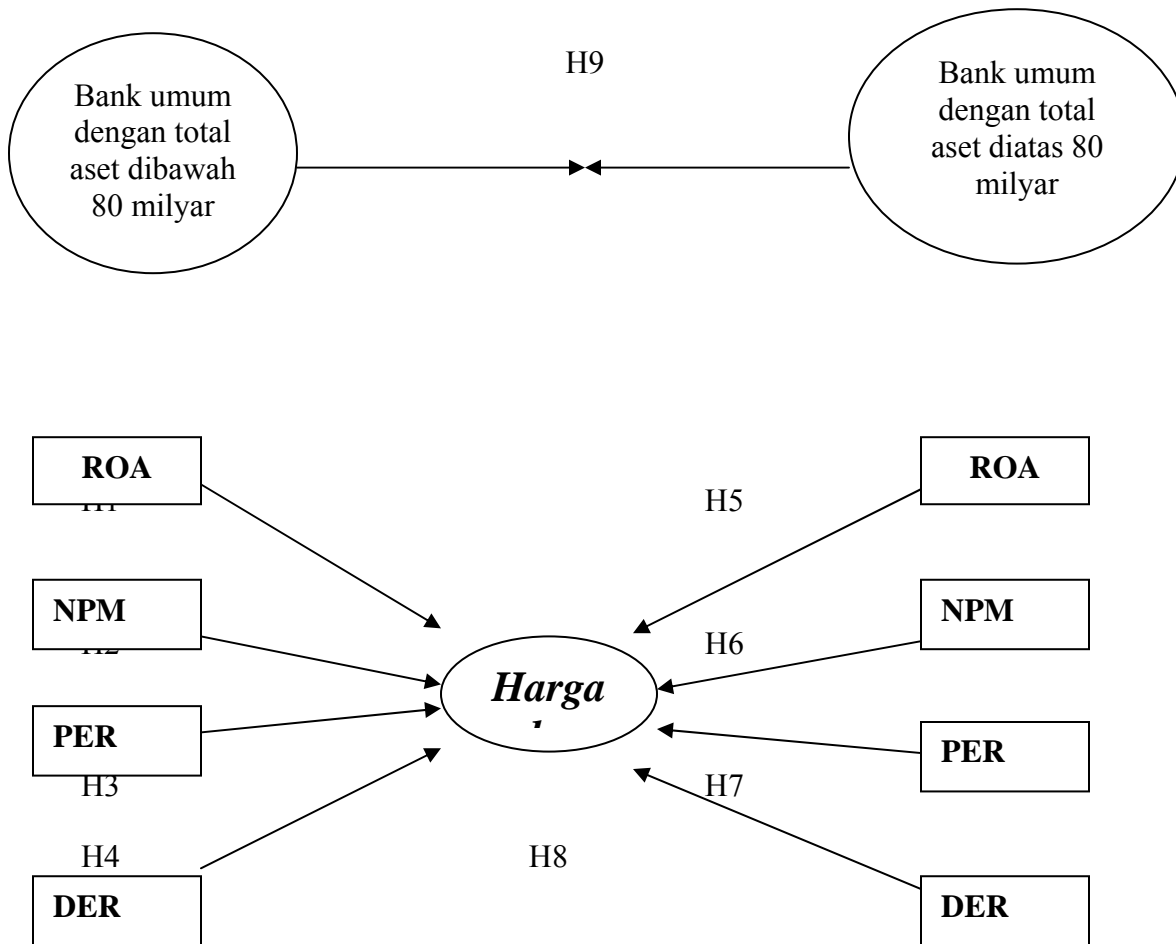 H9
Bank umum
dengan total
aset dibawah
80 milyar
Bank umum
dengan total
aset diatas 80
milyar
ROA
ROA
H5
NPM
NPM
H6
Harga
PER
PER
H3
H7
H4
H8
DER
DER